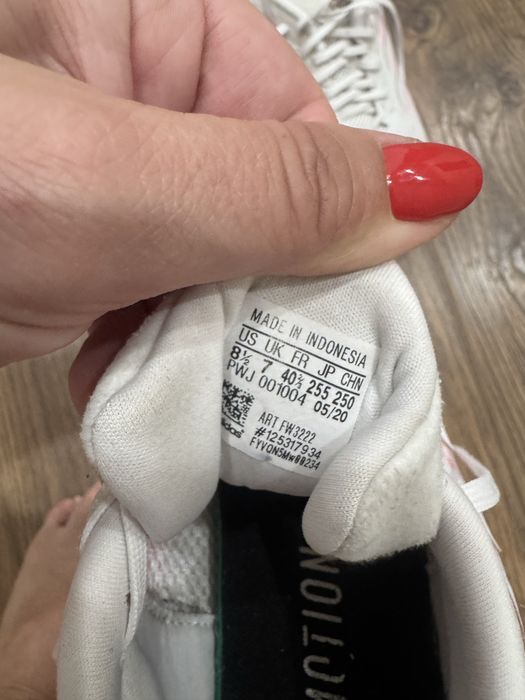 MADE IN INDONESIA
US UK FR JP CHN
8½ 7 40⅔ 255 250
PWJ 001004 05/20
ART FW3222
#125317934
adidas
FYVQN5MW00234